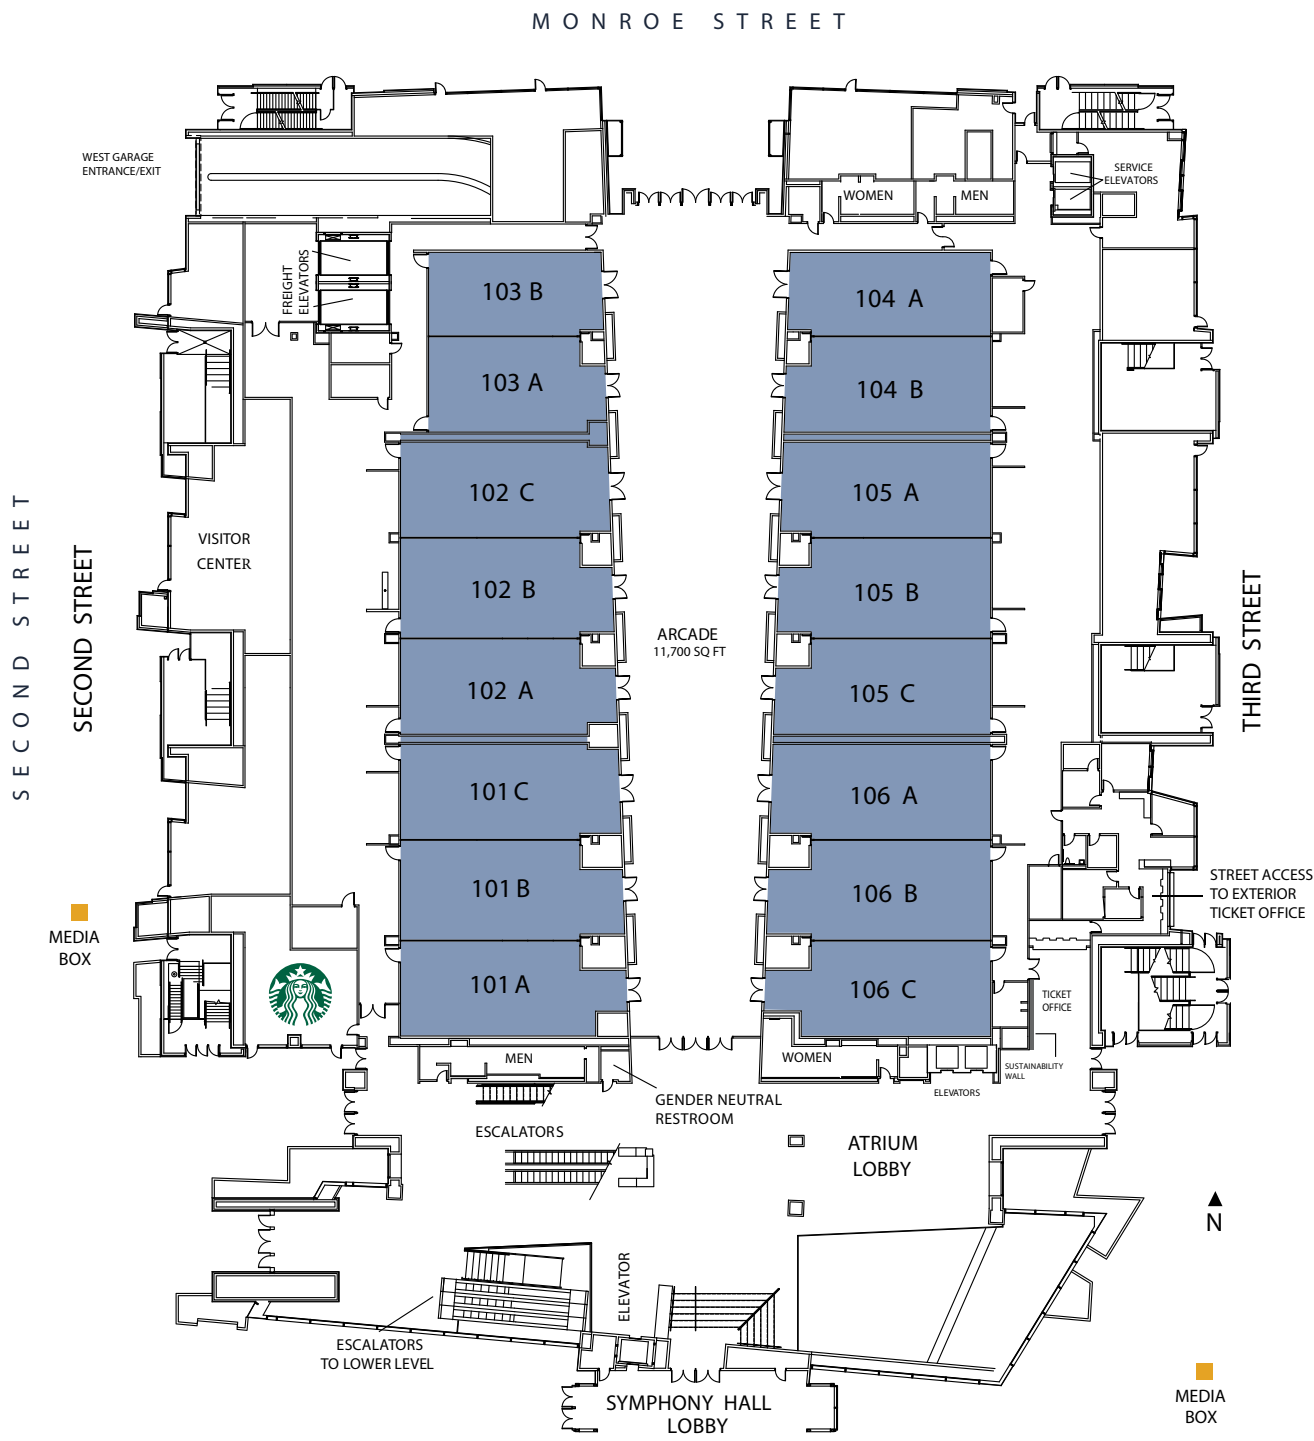 MONROE STREET
WEST GARAGE
ENTRANCE/EXIT
FREIGHT
ELEVATORS
WOMEN
MEN
SERVICE
ELEVATORS
103 B
104 A
103 A
104 B
102 C
105 A
SECOND STREET
SECOND STREET
VISITOR
CENTER
102 B
105 B
ARCADE
11,700 SQ FT
THIRD STREET
102 A
105 C
101 C
106 A
101 B
106 B
STREET ACCESS
TO EXTERIOR
TICKET OFFICE
MEDIA
BOX
101 A
106 C
TICKET
OFFICE
MEN
WOMEN
SUSTAINABILITY
WALL
ELEVATORS
GENDER NEUTRAL
RESTROOM
ESCALATORS
ATRIUM
LOBBY
N
ELEVATOR
ESCALATORS
TO LOWER LEVEL
SYMPHONY HALL
LOBBY
MEDIA
BOX